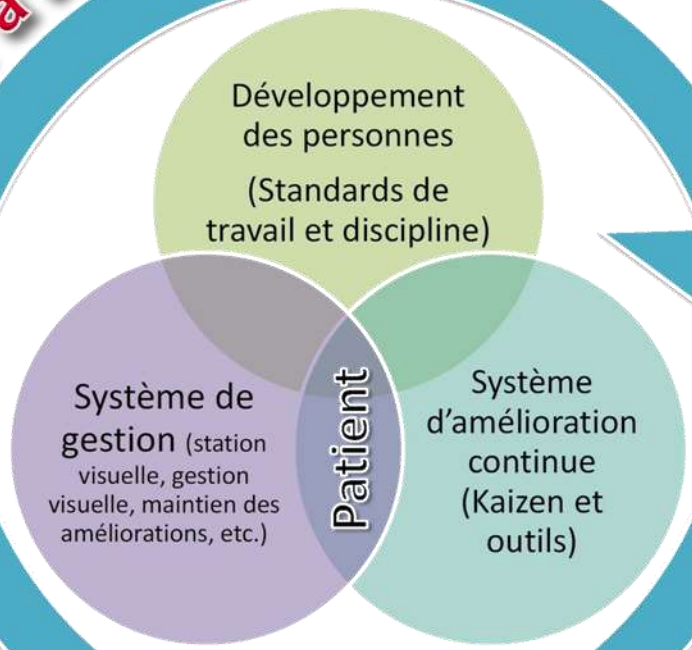 Développement
des personnes
(Standards de
travail et discipline)
Système de
gestion (station
visuelle, gestion
visuelle, maintien des
améliorations, etc.)
Patient
Système
d’amélioration
continue
(Kaizen et
outils)